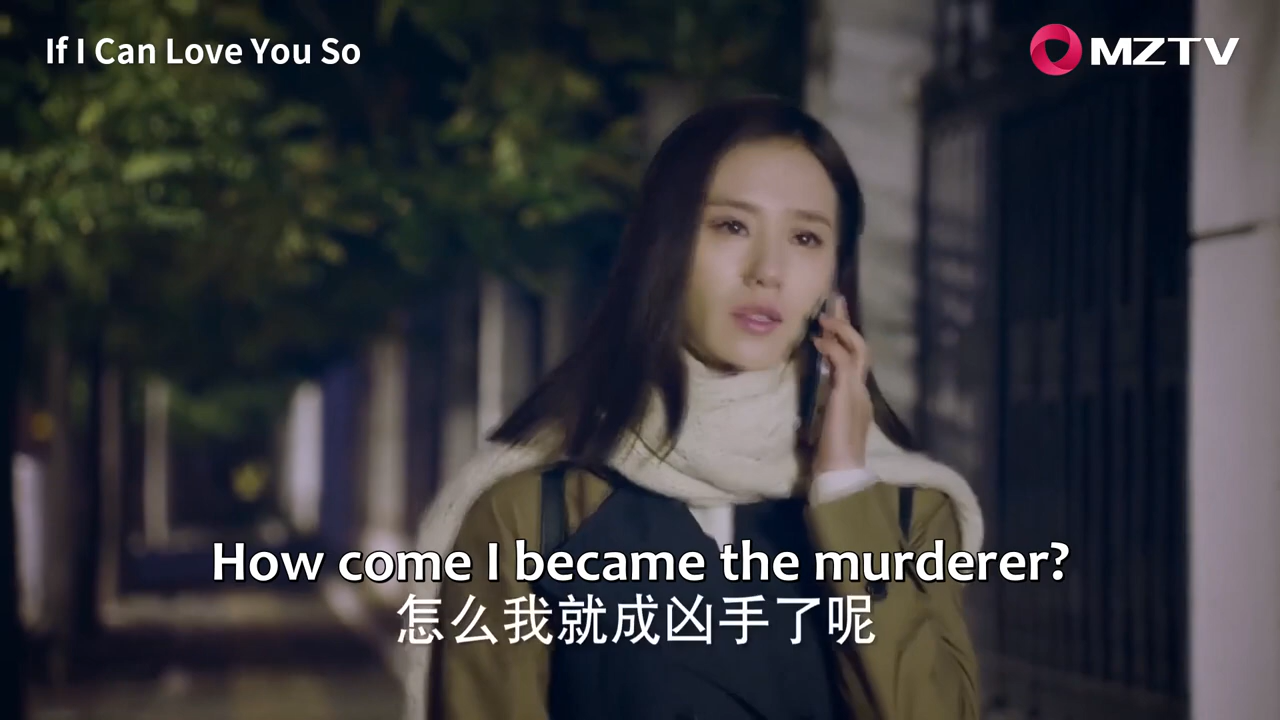 If I Can Love You So
MZTV
How come I became the murderer?
怎么我就成凶手了呢